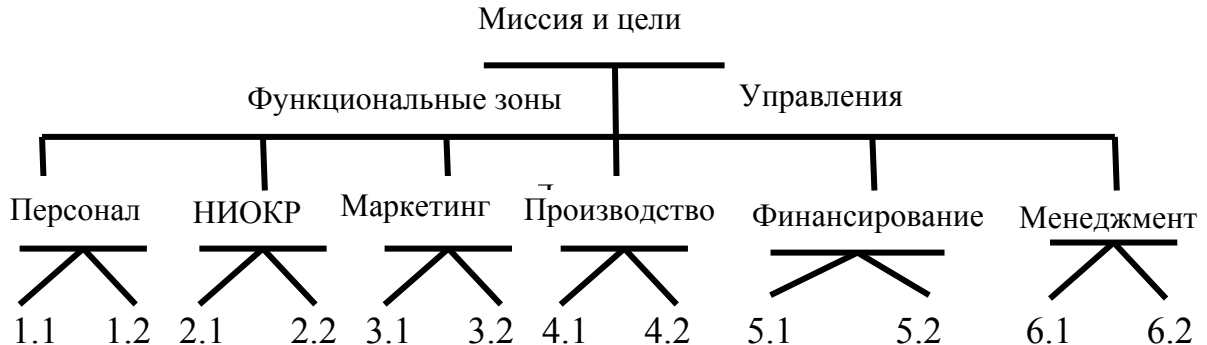 Миссия и цели
Функциональные зоны Управления
Персонал НИОКР Маркетинг Производство Финансирование Менеджмент
1.1 1.2 2.1 2.2 3.1 3.2 4.1 4.2 5.1 5.2 6.1 6.2